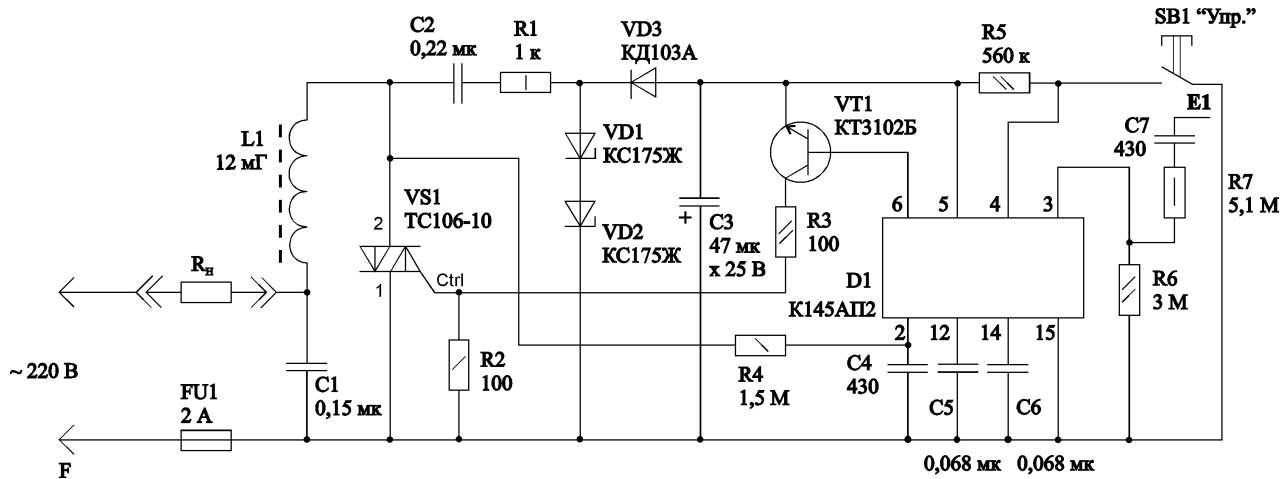 SB1 “Упр.”
C2
0,22 мк
R1
1 к
VD3
КД103А
R5
560 к
E1
VT1
КТ3102Б
C7
430
L1
12 мГ
VD1
КС175Ж
R7
5,1 М
VS1
ТС106-10
2
1
Ctrl
VD2
КС175Ж
+
C3
47 мк
х 25 В
R3
100
6
5
4
3
D1
К145АП2
2
12
14
15
R6
3 М
Rн
~ 220 В
C1
0,15 мк
R2
100
R4
1,5 М
C4
430
FU1
2 А
C5
C6
F
0,068 мк
0,068 мк